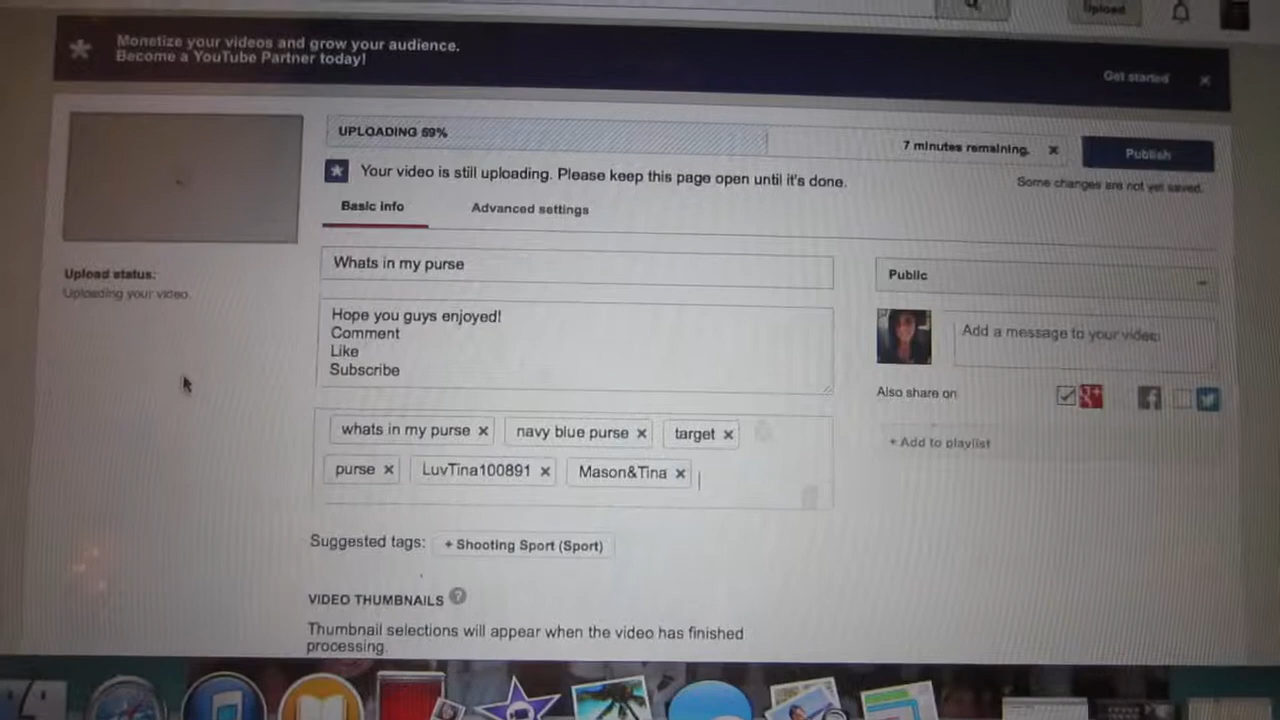 Upload
Monetize your videos and grow your audience.
Become a YouTube Partner today!
Get started
UPLOADING 69%
7 minutes remaining.
Publish
Your video is still uploading. Please keep this page open until it's done.
Some changes are not yet saved.
Basic info
Advanced settings
Upload status:
Uploading your video.
Whats in my purse
Public
Hope you guys enjoyed!
Comment
Like
Subscribe
Add a message to your video
Also share on
+ Add to playlist
whats in my purse
navy blue purse
target
purse
LuvTina100891
Mason&Tina
Suggested tags:
+ Shooting Sport (Sport)
VIDEO THUMBNAILS
Thumbnail selections will appear when the video has finished
processing.